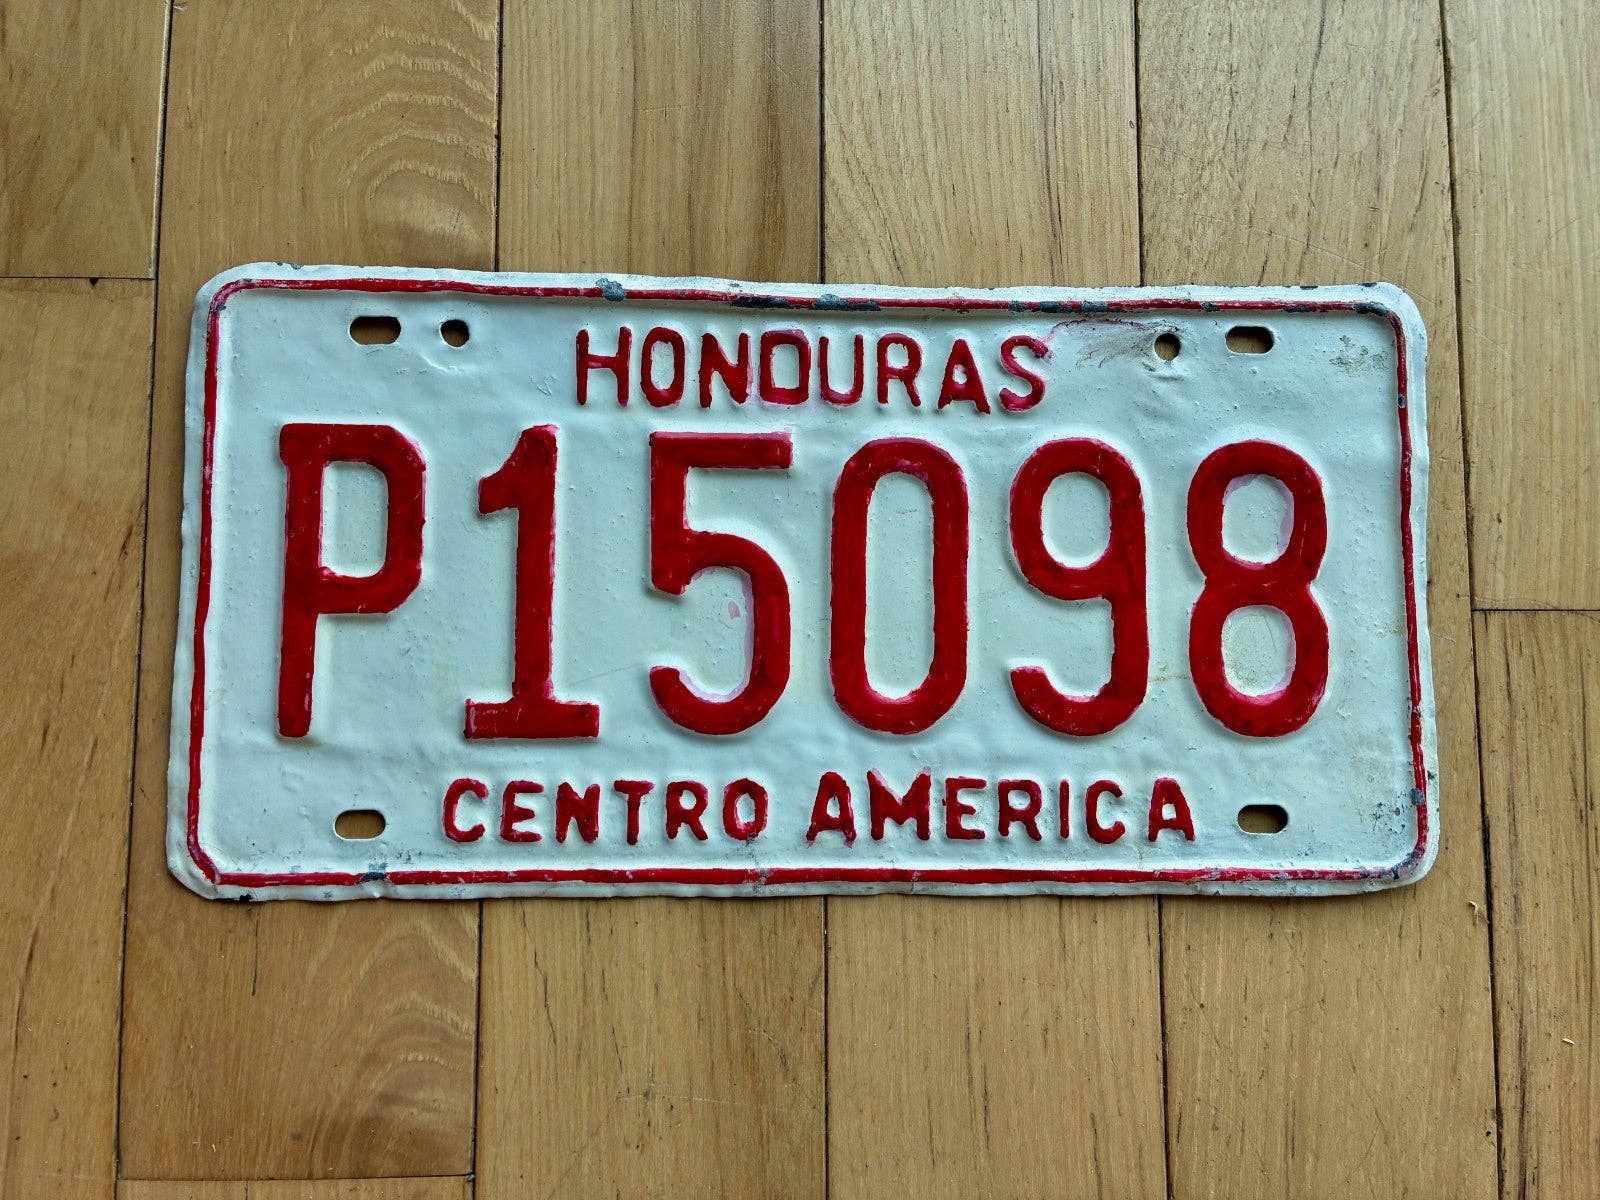 HONDURAS
P15098
CENTRO AMERICA